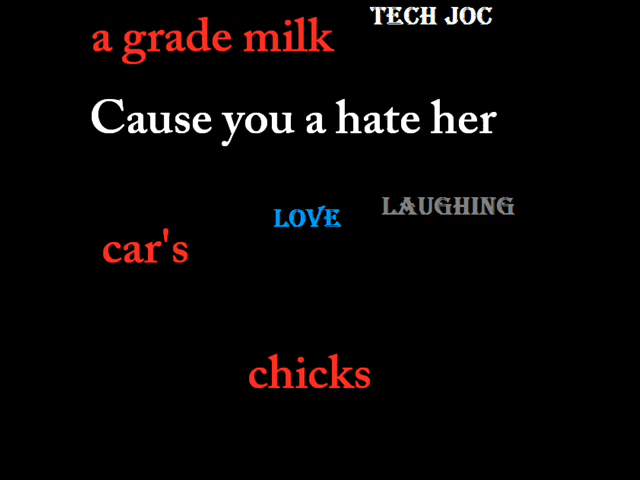 a grade milk
TECH JOC
Cause you a hate her
LOVE
LAUGHING
car's
chicks